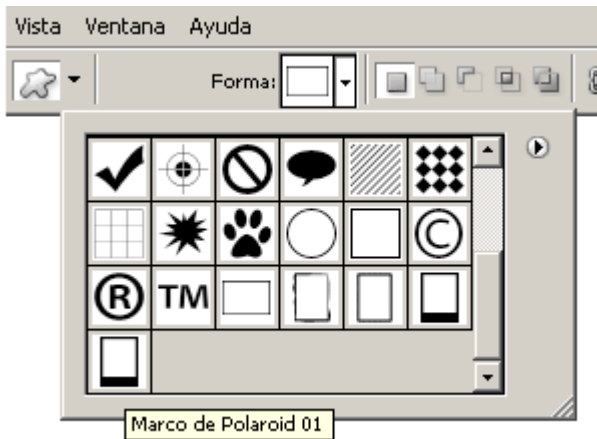 Vista Ventana Ayuda
Forma:
©
® TM
Marco de Polaroid 01